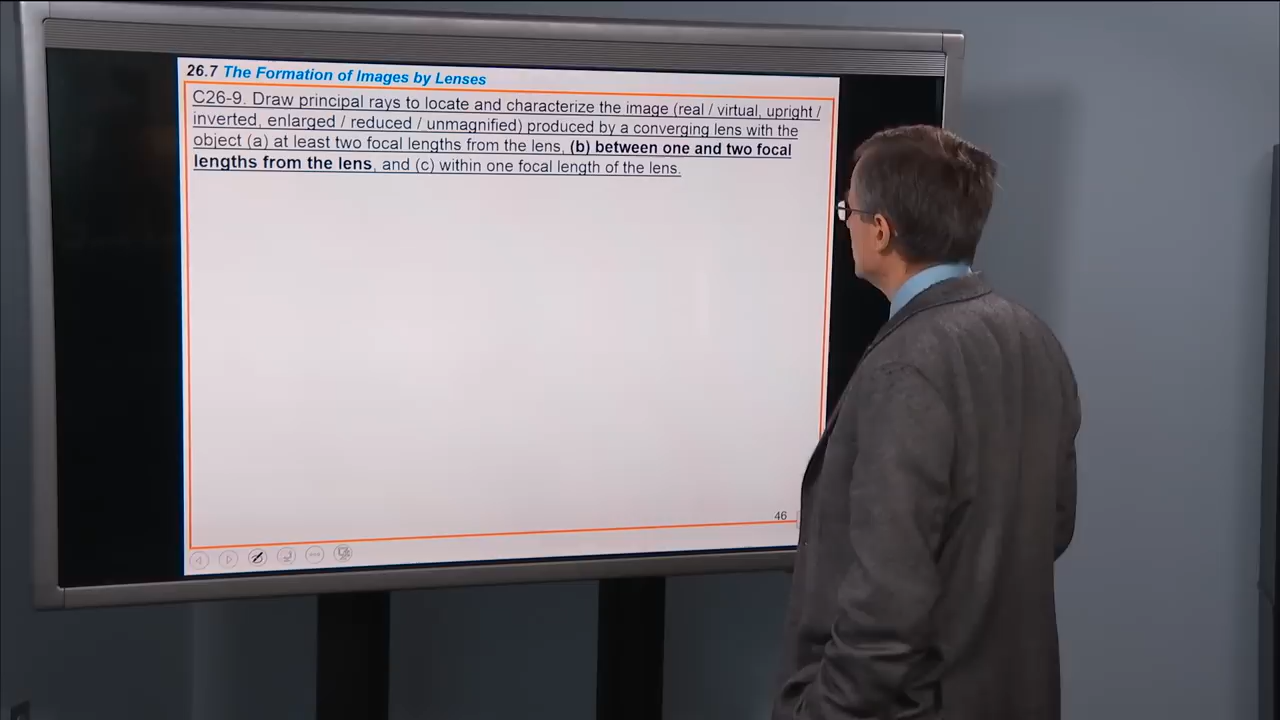 26.7 The Formation of Images by Lenses
C26-9. Draw principal rays to locate and characterize the image (real / virtual, upright /
inverted, enlarged / reduced / unmagnified) produced by a converging lens with the
object (a) at least two focal lengths from the lens, (b) between one and two focal
lengths from the lens, and (c) within one focal length of the lens.
46